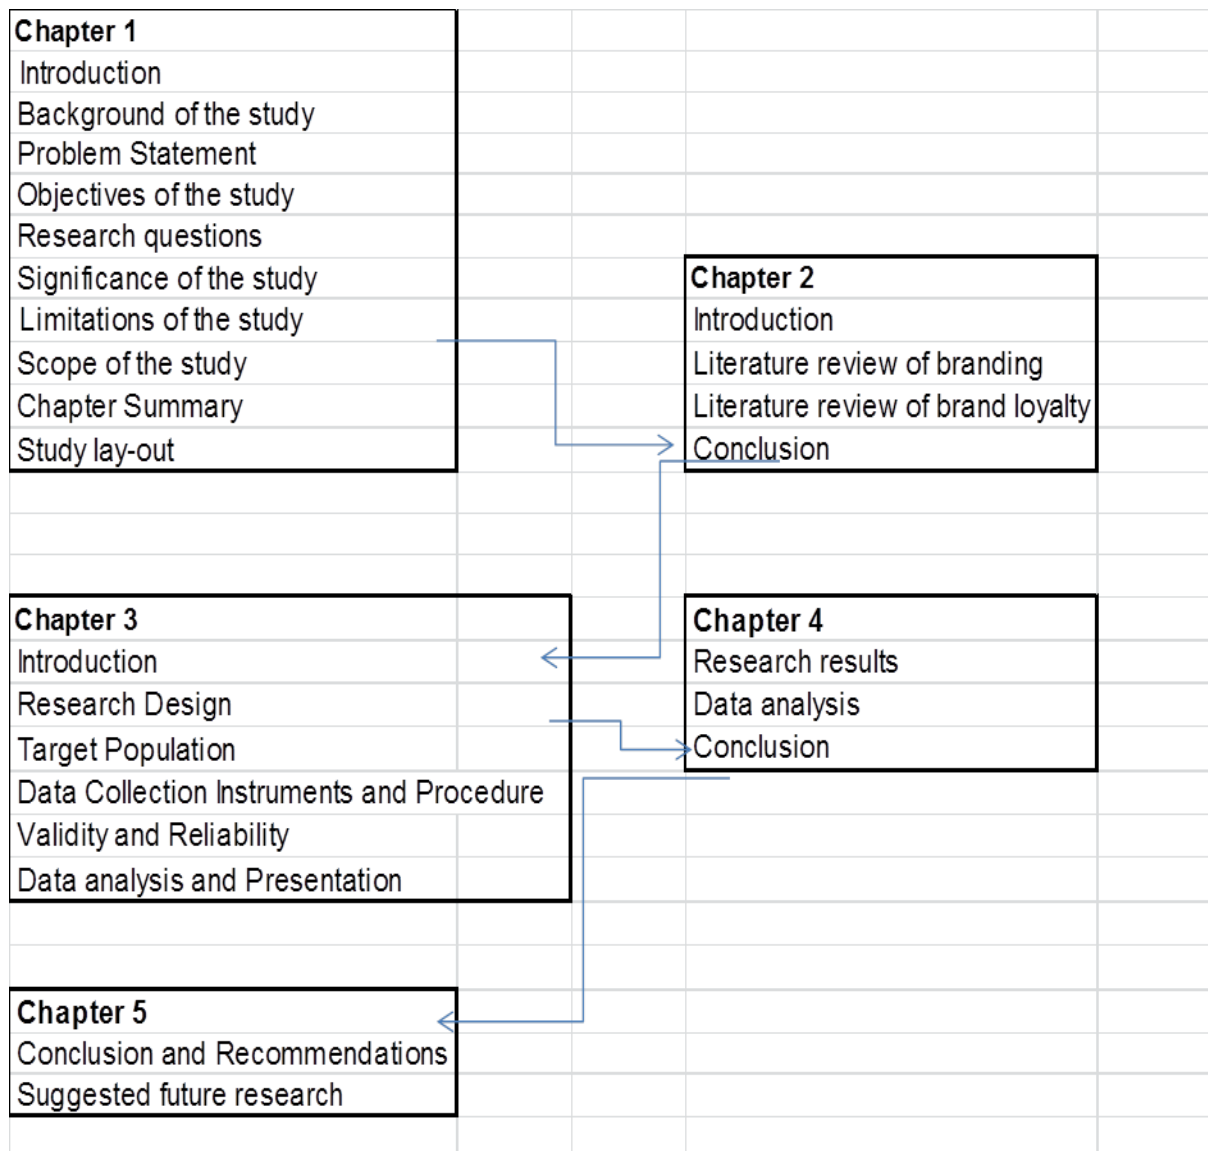 Chapter 1
Introduction
Background of the study
Problem Statement
Objectives of the study
Research questions
Significance of the study
Limitations of the study
Scope of the study
Chapter Summary
Study lay-out
Chapter 2
Introduction
Literature review of branding
Literature review of brand loyalty
Conclusion
Chapter 3
Introduction
Research Design
Target Population
Data Collection Instruments and Procedure
Validity and Reliability
Data analysis and Presentation
Chapter 4
Research results
Data analysis
Conclusion
Chapter 5
Conclusion and Recommendations
Suggested future research